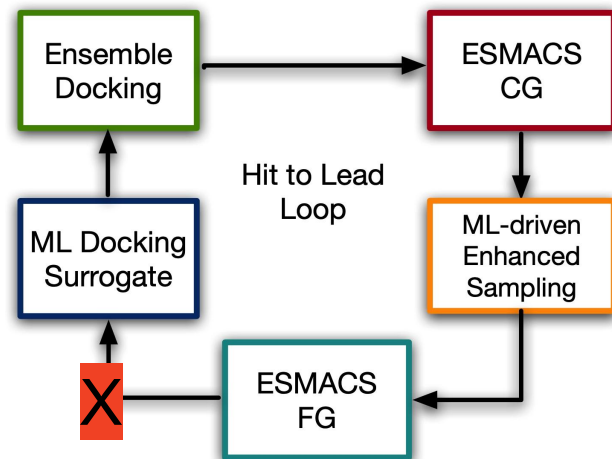 Ensemble
Docking
ESMACS
CG
Hit to Lead
Loop
ML Docking
Surrogate
ML-driven
Enhanced
Sampling
X
ESMACS
FG